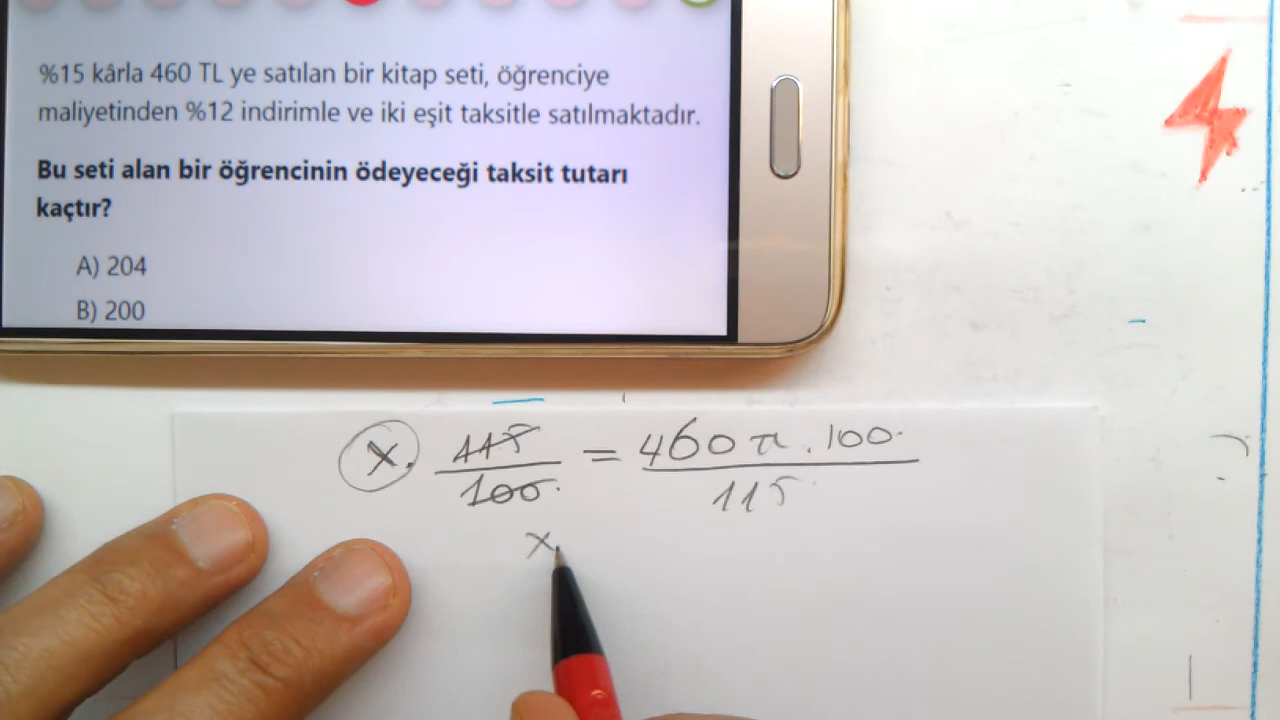 %15 kârla 460 TL ye satılan bir kitap seti, öğrenciye
maliyetinden %12 indirimle ve iki eşit taksitle satılmaktadır.
Bu seti alan bir öğrencinin ödeyeceği taksit tutarı
kaçtır?
A) 204
B) 200
x. 115/100 = 460 TL . 100/115
x